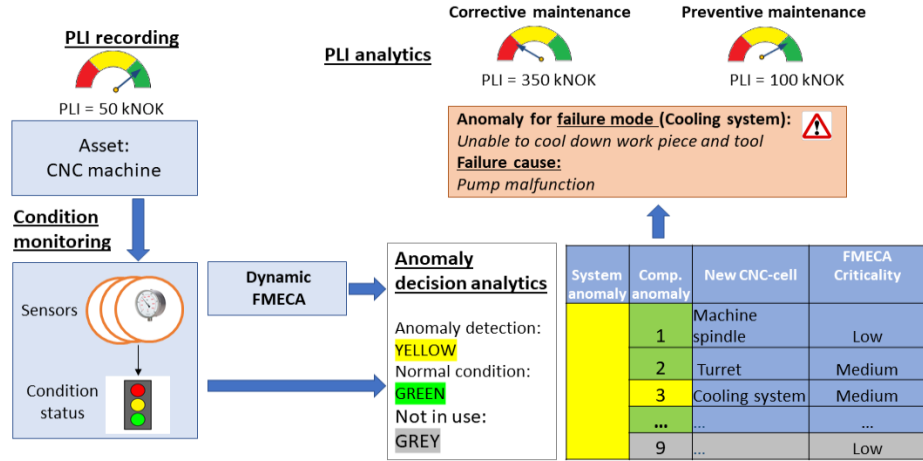 PLI recording
PLI = 50 kNOK
Asset:
CNC machine
Condition
monitoring
Sensors
Condition
status
Dynamic
FMECA
PLI analytics
Corrective maintenance
PLI = 350 kNOK
Preventive maintenance
PLI = 100 kNOK
Anomaly for failure mode (Cooling system):
Unable to cool down work piece and tool
Failure cause:
Pump malfunction
Anomaly
decision analytics
Anomaly detection:
YELLOW
Normal condition:
GREEN
Not in use:
GREY
System
anomaly
Comp.
anomaly
New CNC-cell
FMECA
Criticality
1
Machine
spindle
Low
2
Turret
Medium
3
Cooling system
Medium
...
...
...
9
...
Low